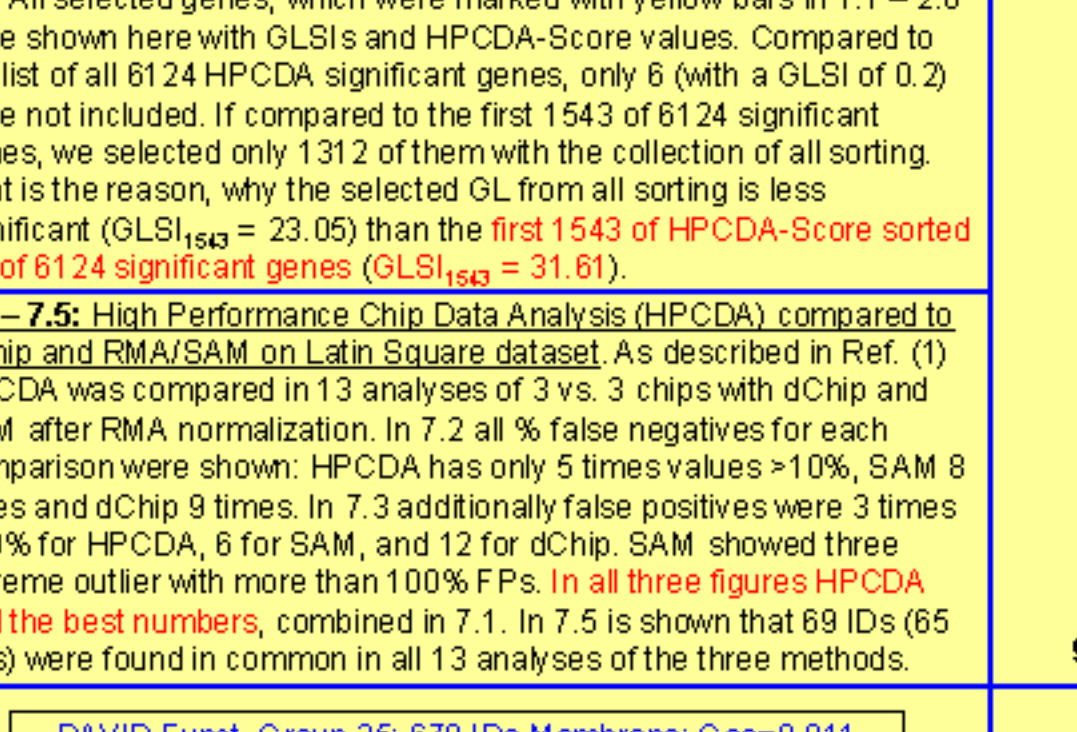 All selected genes, which were marked with yellow bars in 1.1 – 2.6
e shown here with GLSIs and HPCDA-Score values. Compared to
list of all 6124 HPCDA significant genes, only 6 (with a GLSI of 0.2)
e not included. If compared to the first 1543 of 6124 significant
es, we selected only 1312 of them with the collection of all sorting.
t is the reason, why the selected GL from all sorting is less
nificant (GLSI1543 = 23.05) than the first 1543 of HPCDA-Score sorted
of 6124 significant genes (GLSI1543 = 31.61).
– 7.5: High Performance Chip Data Analysis (HPCDA) compared to
hip and RMA/SAM on Latin Square dataset. As described in Ref. (1)
CDA was compared in 13 analyses of 3 vs. 3 chips with dChip and
M after RMA normalization. In 7.2 all % false negatives for each
mparison were shown: HPCDA has only 5 times values >10%, SAM 8
es and dChip 9 times. In 7.3 additionally false positives were 3 times
0% for HPCDA, 6 for SAM, and 12 for dChip. SAM showed three
reme outlier with more than 100% FPs. In all three figures HPCDA
the best numbers, combined in 7.1. In 7.5 is shown that 69 IDs (65
s) were found in common in all 13 analyses of the three methods.
DAVID Funct. Group 35: 679 IDs Membrane;